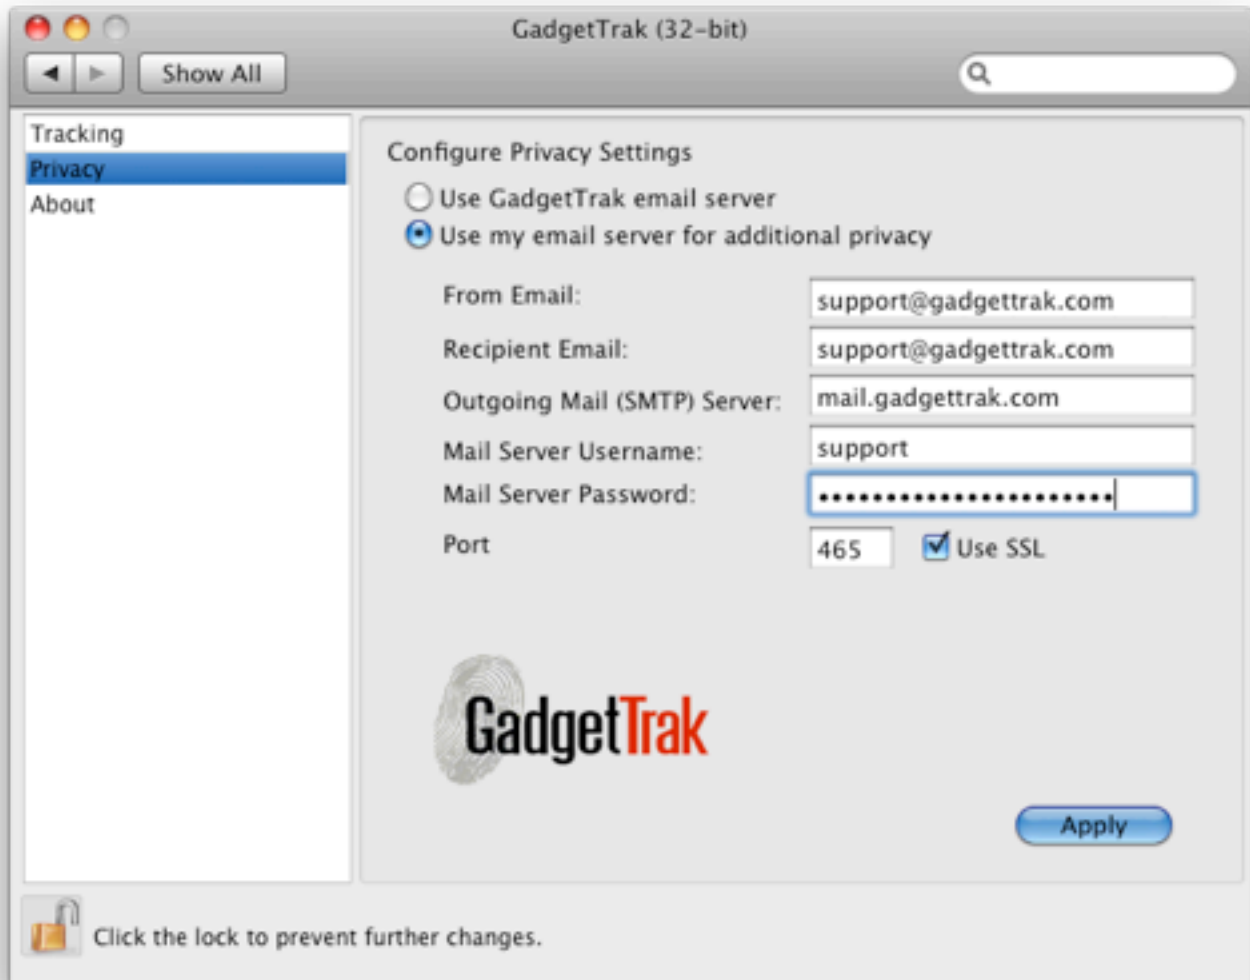 GadgetTrak (32-bit)
Show All
Tracking
Privacy
About
Configure Privacy Settings
Use GadgetTrak email server
Use my email server for additional privacy
From Email: support@gadgettrak.com
Recipient Email: support@gadgettrak.com
Outgoing Mail (SMTP) Server: mail.gadgettrak.com
Mail Server Username: support
Mail Server Password: ••••••••••••••••••••••
Port 465 Use SSL
GadgetTrak
Apply
Click the lock to prevent further changes.